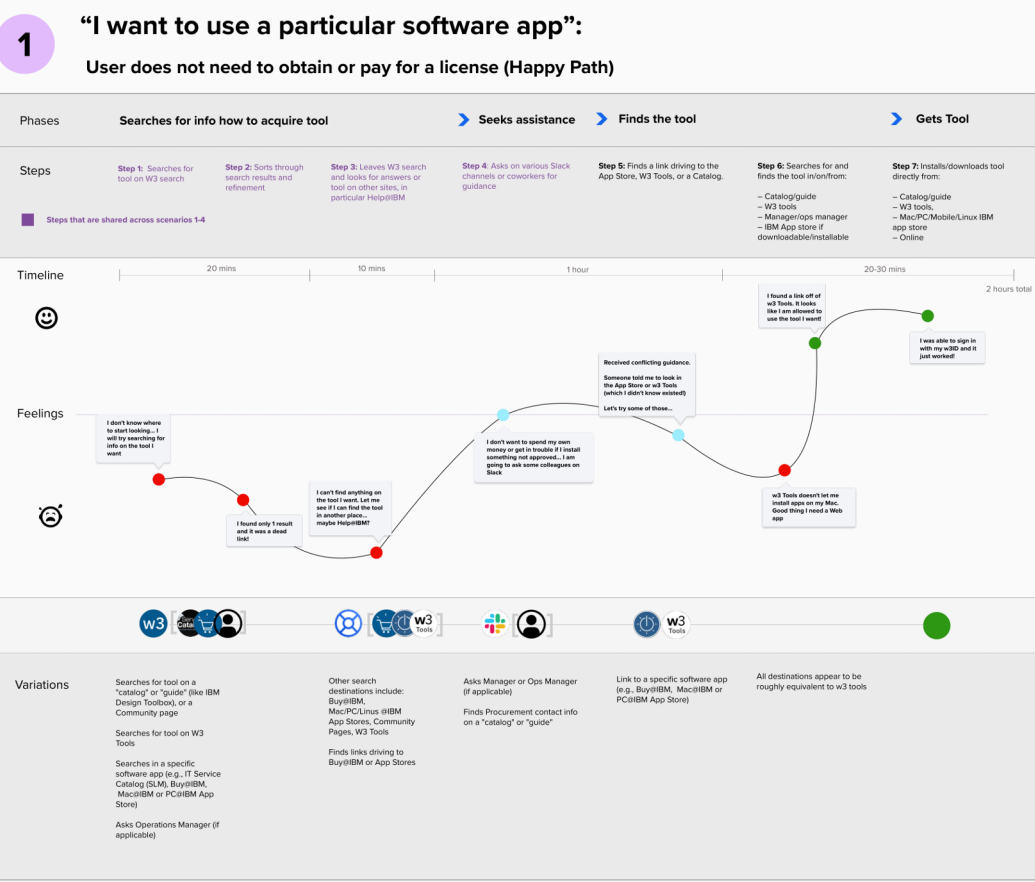 1
“I want to use a particular software app”:
User does not need to obtain or pay for a license (Happy Path)
Phases
Searches for info how to acquire tool
Seeks assistance
Finds the tool
Gets Tool
Steps
Step 1: Searches for
tool on W3 search
Step 2: Sorts through
search results and
refinement
Step 3: Leaves W3 search
and looks for answers or
tool on other sites, in
particular Help@IBM
Step 4: Asks on various Slack
channels or coworkers for
guidance
Step 5: Finds a link driving to the
App Store, W3 Tools, or a Catalog.
Step 6: Searches for and
finds the tool in/on/from:
– Catalog/guide
– W3 tools
– Manager/ops manager
– IBM App store if
downloadable/installable
Step 7: Installs/downloads tool
directly from:
– Catalog/guide
– W3 tools,
– Mac/PC/Mobile/Linux IBM
app store
– Online
Steps that are shared across scenarios 1-4
Timeline
20 mins
10 mins
1 hour
20-30 mins
2 hours total
Feelings
I don't know where
to start looking... I
will try searching for
info on the tool I
want
I found only 1 result
and it was a dead
link!
I can't find anything on
the tool I want. Let me
see if I can find the tool
in another place...
maybe Help@IBM?
I don't want to spend my own
money or get in trouble if I install
something not approved... I am
going to ask some colleagues on
Slack
Received conflicting guidance.
Someone told me to look in
the App Store or w3 Tools
(which I didn't know existed!)
Let's try some of those...
w3 Tools doesn't let me
install apps on my Mac.
Good thing I need a Web
app
I found a link off of
w3 Tools. It looks
like I am allowed to
use the tool I want!
I was able to sign in
with my w3ID and it
just worked!
w3
w3
Tools
w3
Tools
Variations
Searches for tool on a
"catalog" or "guide" (like IBM
Design Toolbox), or a
Community page
Searches for tool on W3
Tools
Searches in a specific
software app (e.g., IT Service
Catalog (SLM), Buy@IBM,
Mac@IBM or PC@IBM App
Store)
Asks Operations Manager (if
applicable)
Other search
destinations include:
Buy@IBM,
Mac/PC/Linus @IBM
App Stores, Community
Pages, W3 Tools
Finds links driving to
Buy@IBM or App Stores
Asks Manager or Ops Manager
(if applicable)
Finds Procurement contact info
on a "catalog" or "guide"
Link to a specific software app
(e.g., Buy@IBM, Mac@IBM or
PC@IBM App Store)
All destinations appear to be
roughly equivalent to w3 tools